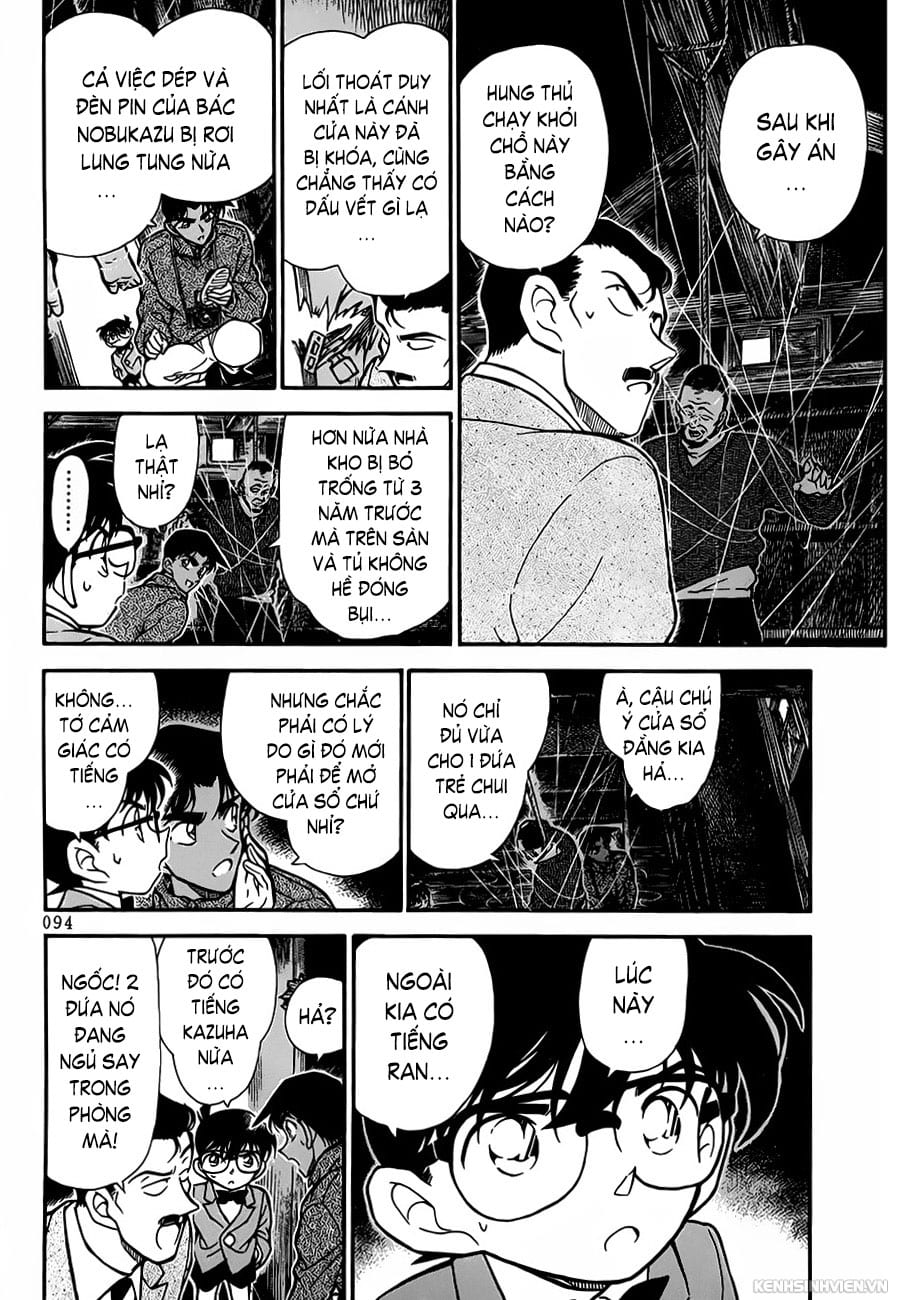 SAU KHI
GÂY ÁN
...
HUNG THỦ
CHẠY KHỎI
CHỖ NÀY
BẰNG
CÁCH
NÀO?
LỐI THOÁT DUY
NHẤT LÀ CÁNH
CỬA NÀY ĐÃ
BỊ KHÓA, CŨNG
CHẲNG THẤY CÓ
DẤU VẾT GÌ LẠ
...
CẢ VIỆC DÉP VÀ
ĐÈN PIN CỦA BÁC
NOBUKAZU BỊ RƠI
LUNG TUNG NỮA
...
HƠN NỮA NHÀ
KHO BỊ BỎ
TRỐNG TỪ 3
NĂM TRƯỚC
MÀ TRÊN SÀN
VÀ TỦ KHÔNG
HỀ ĐÓNG
BỤI...
LẠ
THẬT
NHỈ?
........
À, CẬU CHÚ
Ý CỬA SỔ
ĐẰNG KIA
HẢ...
NÓ CHỈ
ĐỦ VỪA
CHO 1 ĐỨA
TRẺ CHUI
QUA...
NHƯNG CHẮC
PHẢI CÓ LÝ
DO GÌ ĐÓ MỚI
PHẢI ĐỂ MỞ
CỬA SỔ CHỨ
NHỈ?
KHÔNG...
TỚ CẢM
GIÁC CÓ
TIẾNG
...
094
LÚC
NÀY
...
NGOÀI
KIA CÓ
TIẾNG
RAN...
HẢ?
TRƯỚC
ĐÓ CÓ
TIẾNG
KAZUHA
NỮA
...
NGỐC! 2
ĐỨA NÓ
ĐANG
NGỦ SAY
TRONG
PHÒNG
MÀ!
KENHSINHVIEN.VN